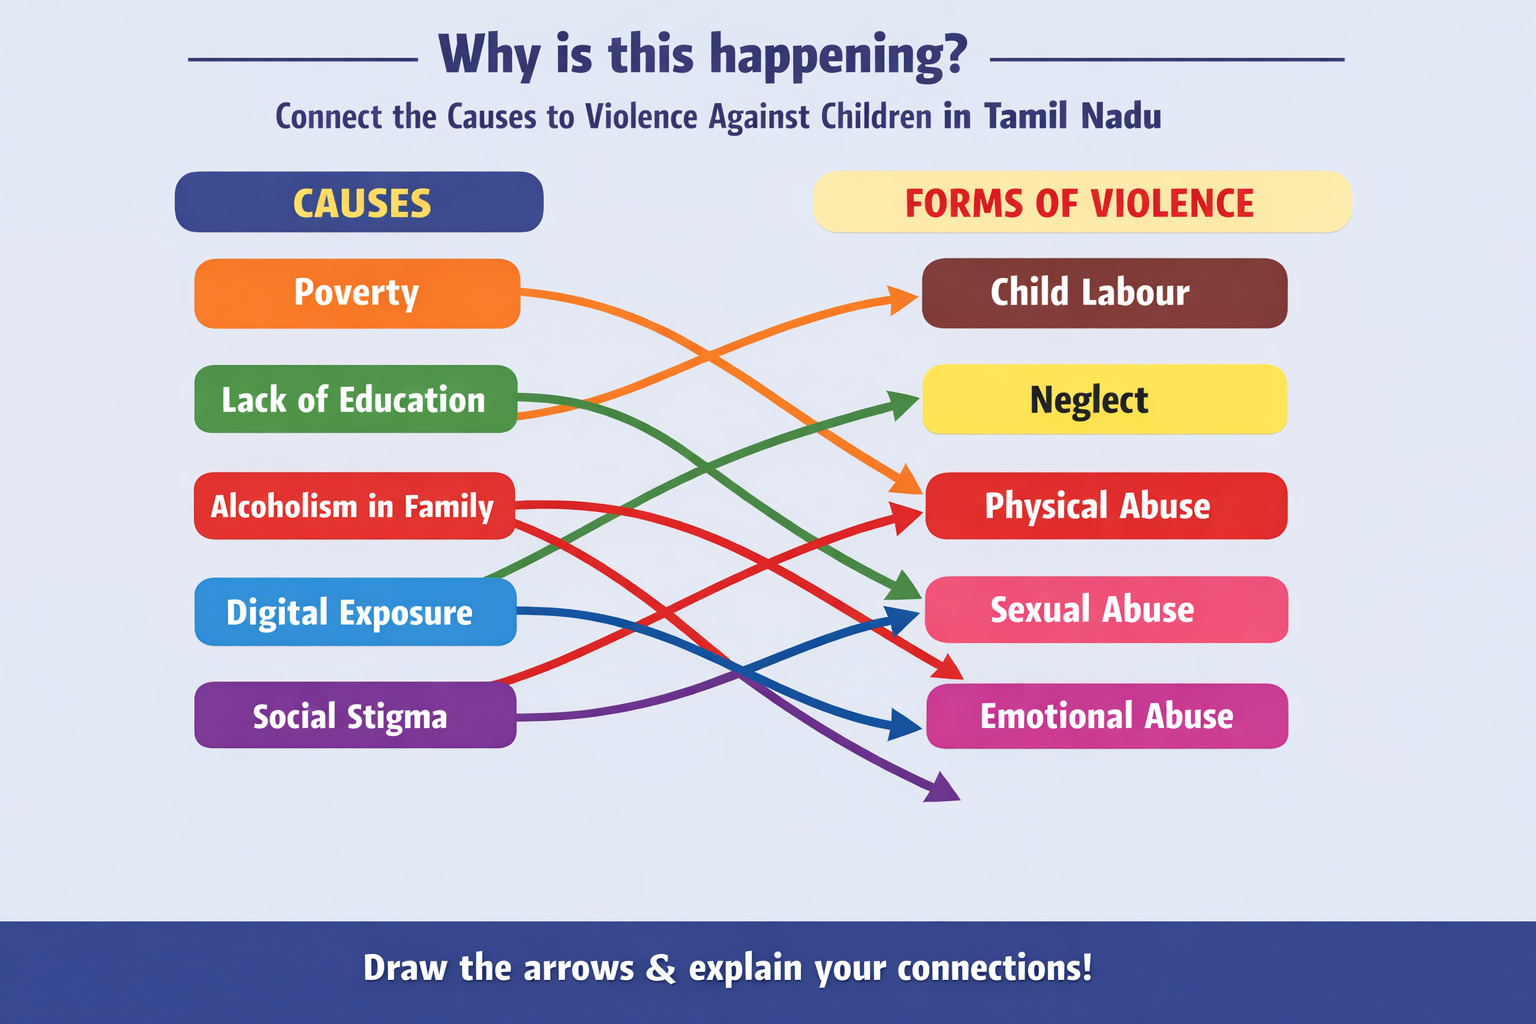 Why is this happening?
Connect the Causes to Violence Against Children in Tamil Nadu
CAUSES
FORMS OF VIOLENCE
Poverty
Child Labour
Lack of Education
Neglect
Alcoholism in Family
Physical Abuse
Digital Exposure
Sexual Abuse
Social Stigma
Emotional Abuse
Draw the arrows & explain your connections!